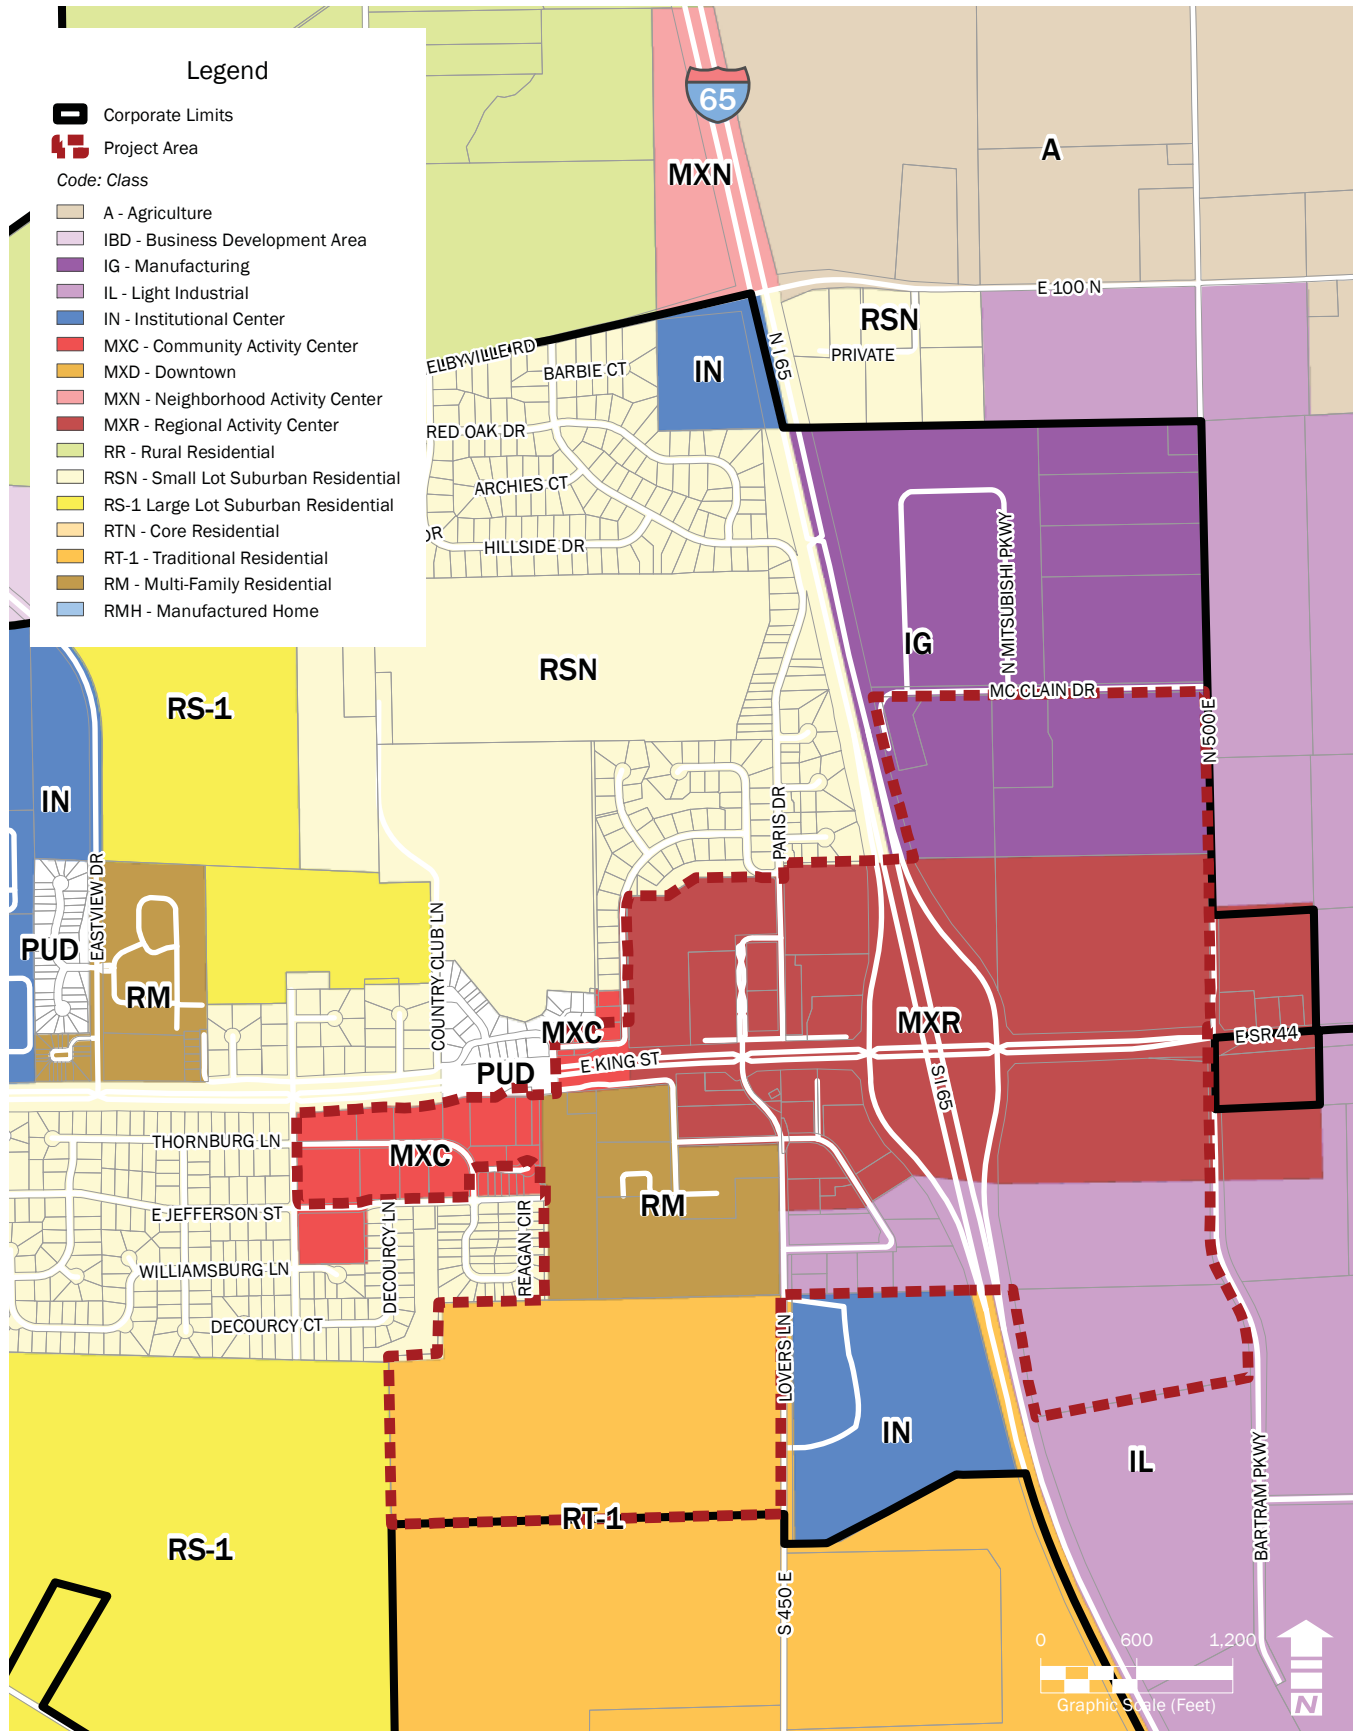 Legend
Corporate Limits
Project Area
Code: Class
A - Agriculture
IBD - Business Development Area
IG - Manufacturing
IL - Light Industrial
IN - Institutional Center
MXC - Community Activity Center
MXD - Downtown
MXN - Neighborhood Activity Center
MXR - Regional Activity Center
RR - Rural Residential
RSN - Small Lot Suburban Residential
RS-1 Large Lot Suburban Residential
RTN - Core Residential
RT-1 - Traditional Residential
RM - Multi-Family Residential
RMH - Manufactured Home
65
MXN
A
E 100 N
RSN
PRIVATE
N I 65
IN
ELBYVILLE RD
BARBIE CT
RED OAK DR
ARCHIES CT
DR
HILLSIDE DR
N MITSUBISHI PKWY
IG
MC CLAIN DR
RSN
RS-1
N 500 E
IN
PARIS DR
EASTVIEW DR
COUNTRY CLUB LN
PUD
RM
MXC
MXR
E SR 44
E KING ST
PUD
S I 65
THORNBURG LN
MXC
RM
E JEFFERSON ST
DECOURCY LN
REAGAN CIR
WILLIAMSBURG LN
DECOURCY CT
LOVERS LN
IN
IL
BARTRAM PKWY
RT-1
RS-1
S 450 E
0 600 1,200
Graphic Scale (Feet)
N